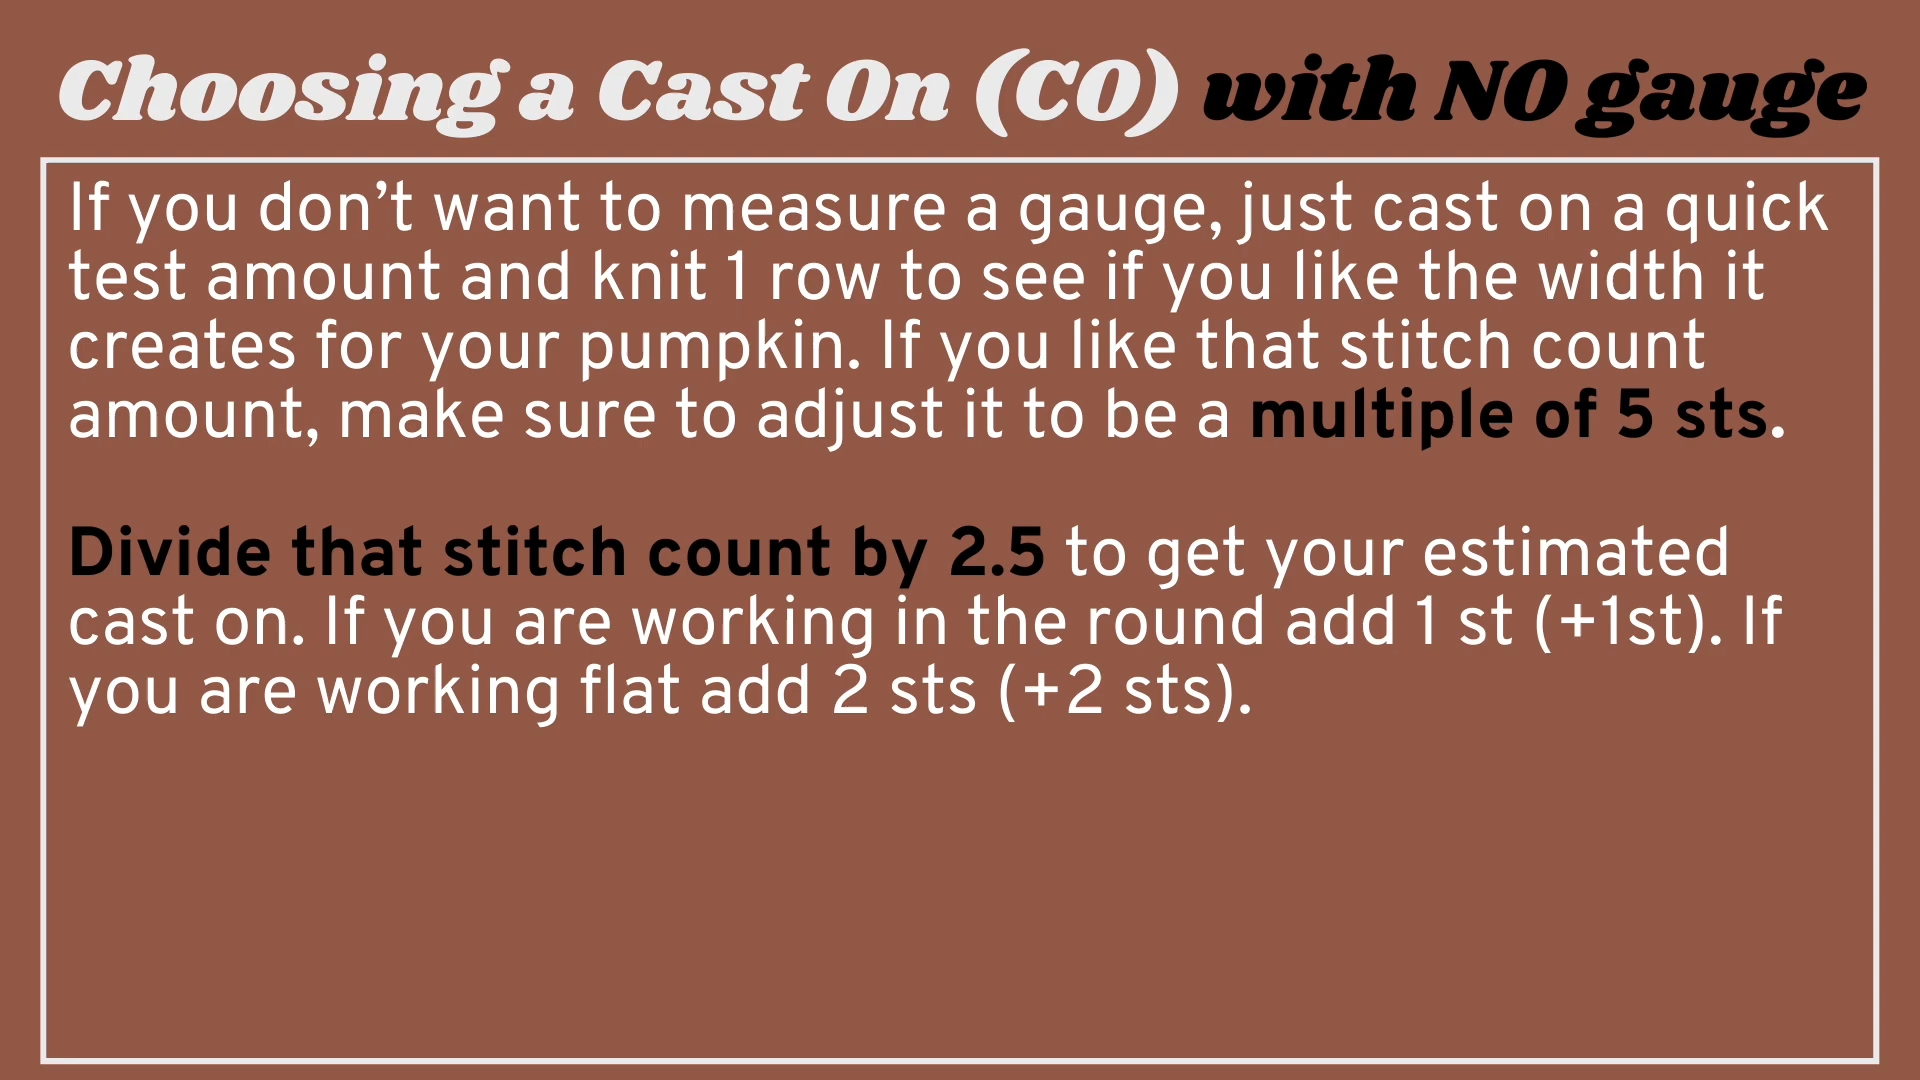 Choosing a Cast On (CO) with NO gauge
If you don’t want to measure a gauge, just cast on a quick
test amount and knit 1 row to see if you like the width it
creates for your pumpkin. If you like that stitch count
amount, make sure to adjust it to be a multiple of 5 sts.
Divide that stitch count by 2.5 to get your estimated
cast on. If you are working in the round add 1 st (+1st). If
you are working flat add 2 sts (+2 sts).